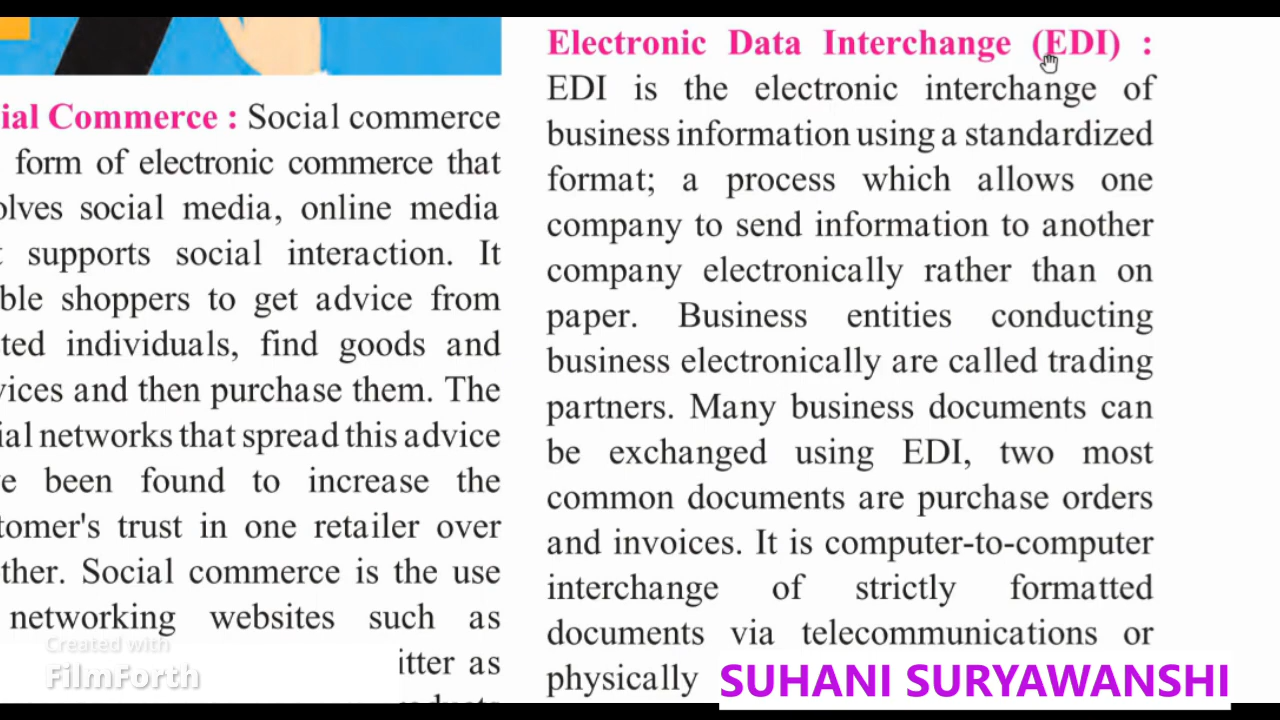 ial Commerce : Social commerce
form of electronic commerce that
olves social media, online media
supports social interaction. It
ble shoppers to get advice from
ted individuals, find goods and
vices and then purchase them. The
ial networks that spread this advice
e been found to increase the
tomer's trust in one retailer over
ther. Social commerce is the use
networking websites such as
itter as
Electronic Data Interchange (EDI) :
EDI is the electronic interchange of
business information using a standardized
format; a process which allows one
company to send information to another
company electronically rather than on
paper. Business entities conducting
business electronically are called trading
partners. Many business documents can
be exchanged using EDI, two most
common documents are purchase orders
and invoices. It is computer-to-computer
interchange of strictly formatted
documents via telecommunications or
physically
Created with
FilmForth
SUHANI SURYAWANSHI